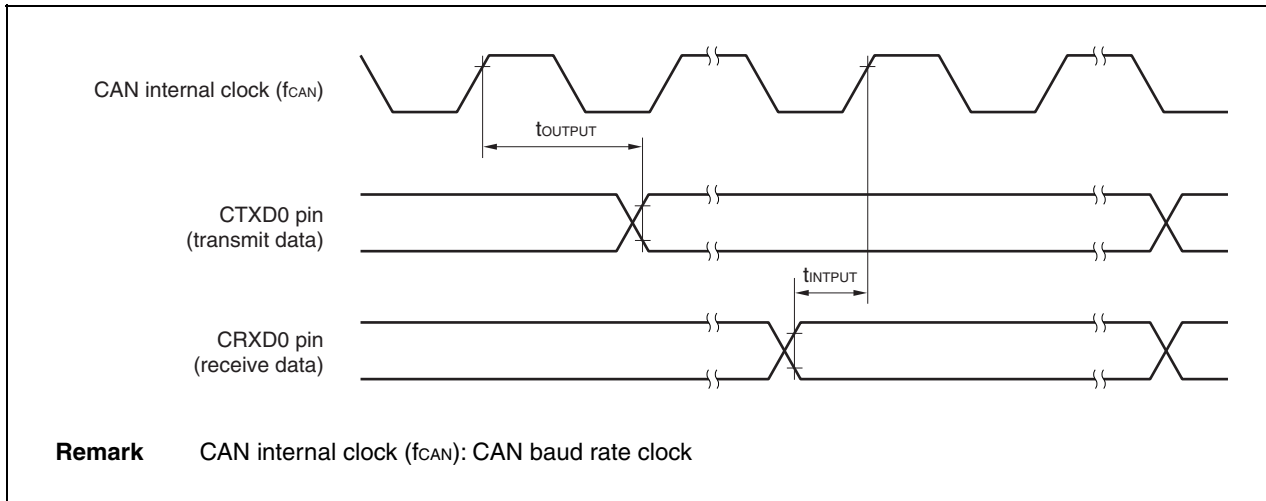 CAN internal clock (fCAN)
tOUTPUT
CTXD0 pin
(transmit data)
tINTPUT
CRXD0 pin
(receive data)
Remark CAN internal clock (fCAN): CAN baud rate clock